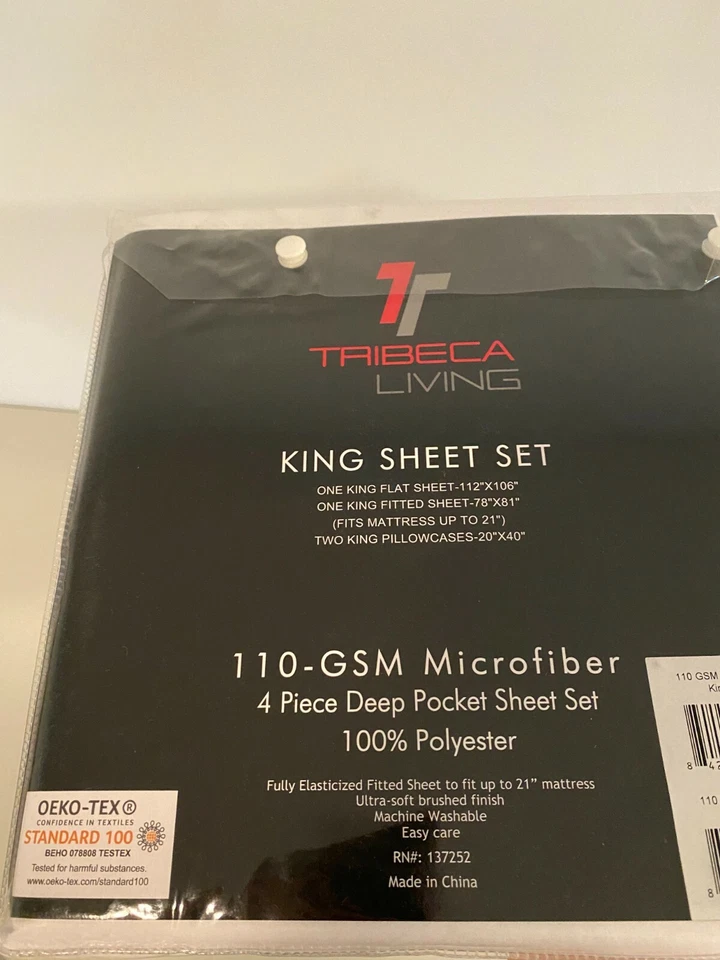 TRIBECA
LIVING
KING SHEET SET
ONE KING FLAT SHEET-112"X106"
ONE KING FITTED SHEET-78"X81"
(FITS MATTRESS UP TO 21")
TWO KING PILLOWCASES-20"X40"
110-GSM Microfiber
4 Piece Deep Pocket Sheet Set
100% Polyester
Fully Elasticized Fitted Sheet to fit up to 21” mattress
Ultra-soft brushed finish
Machine Washable
Easy care
RN#: 137252
Made in China
OEKO-TEX®
CONFIDENCE IN TEXTILES
STANDARD 100
BEHO 078808 TESTEX
Tested for harmful substances.
www.oeko-tex.com/standard100
110 GSM
8 42
110
8